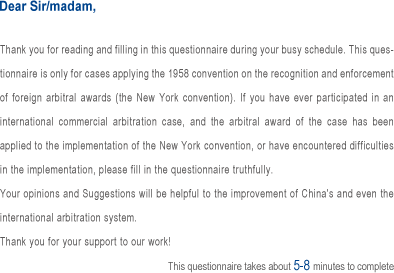 Dear Sir/madam,
Thank you for reading and filling in this questionnaire during your busy schedule. This ques-
tionnaire is only for cases applying the 1958 convention on the recognition and enforcement
of foreign arbitral awards (the New York convention). If you have ever participated in an
international commercial arbitration case, and the arbitral award of the case has been
applied to the implementation of the New York convention, or have encountered difficulties
in the implementation, please fill in the questionnaire truthfully.
Your opinions and Suggestions will be helpful to the improvement of China's and even the
international arbitration system.
Thank you for your support to our work!
This questionnaire takes about 5-8 minutes to complete